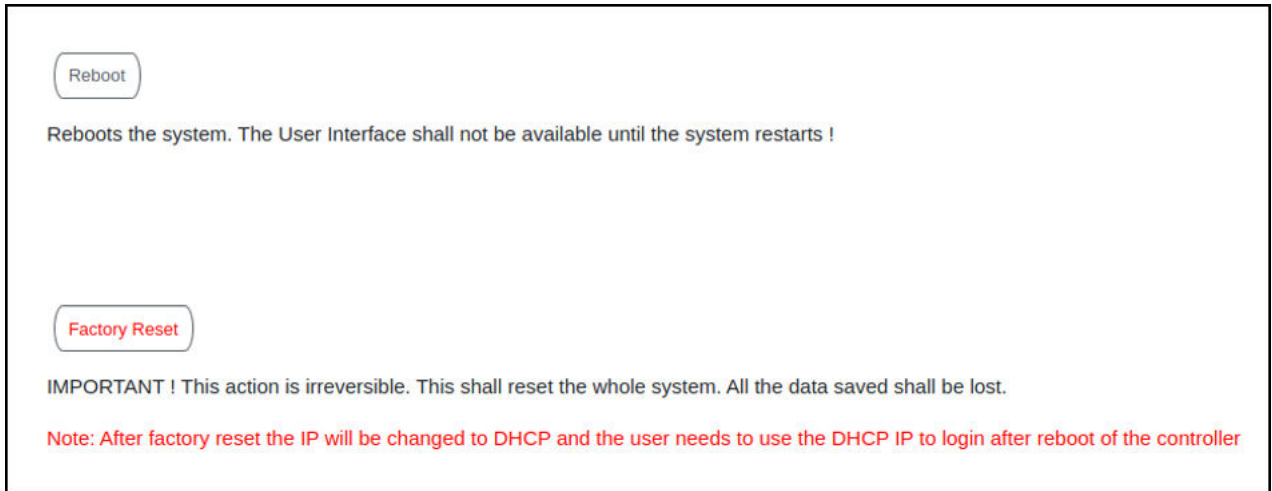 Reboot
Reboots the system. The User Interface shall not be available until the system restarts !
Factory Reset
IMPORTANT ! This action is irreversible. This shall reset the whole system. All the data saved shall be lost.
Note: After factory reset the IP will be changed to DHCP and the user needs to use the DHCP IP to login after reboot of the controller